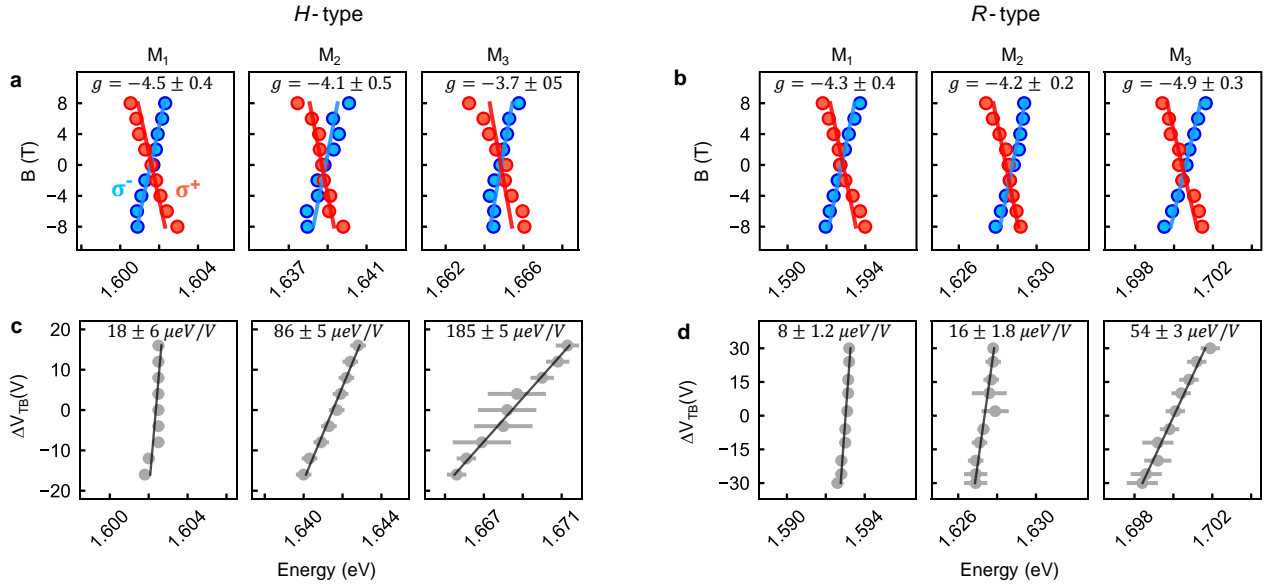 H-type
R-type
M1
M2
M3
M1
M2
M3
a
g = −4.5 ± 0.4
g = −4.1 ± 0.5
g = −3.7 ± 05
b
g = −4.3 ± 0.4
g = −4.2 ± 0.2
g = −4.9 ± 0.3
B (T)
8
4
0
−4
−8
σ-
σ+
1.600
1.604
1.637
1.641
1.662
1.666
B (T)
8
4
0
−4
−8
1.590
1.594
1.626
1.630
1.698
1.702
c
18 ± 6 μeV/V
86 ± 5 μeV/V
185 ± 5 μeV/V
d
8 ± 1.2 μeV/V
16 ± 1.8 μeV/V
54 ± 3 μeV/V
ΔVTB(V)
20
10
0
−10
−20
1.600
1.604
1.640
1.644
1.667
1.671
ΔVTB(V)
30
15
0
−15
−30
1.590
1.594
1.626
1.630
1.698
1.702
Energy (eV)
Energy (eV)